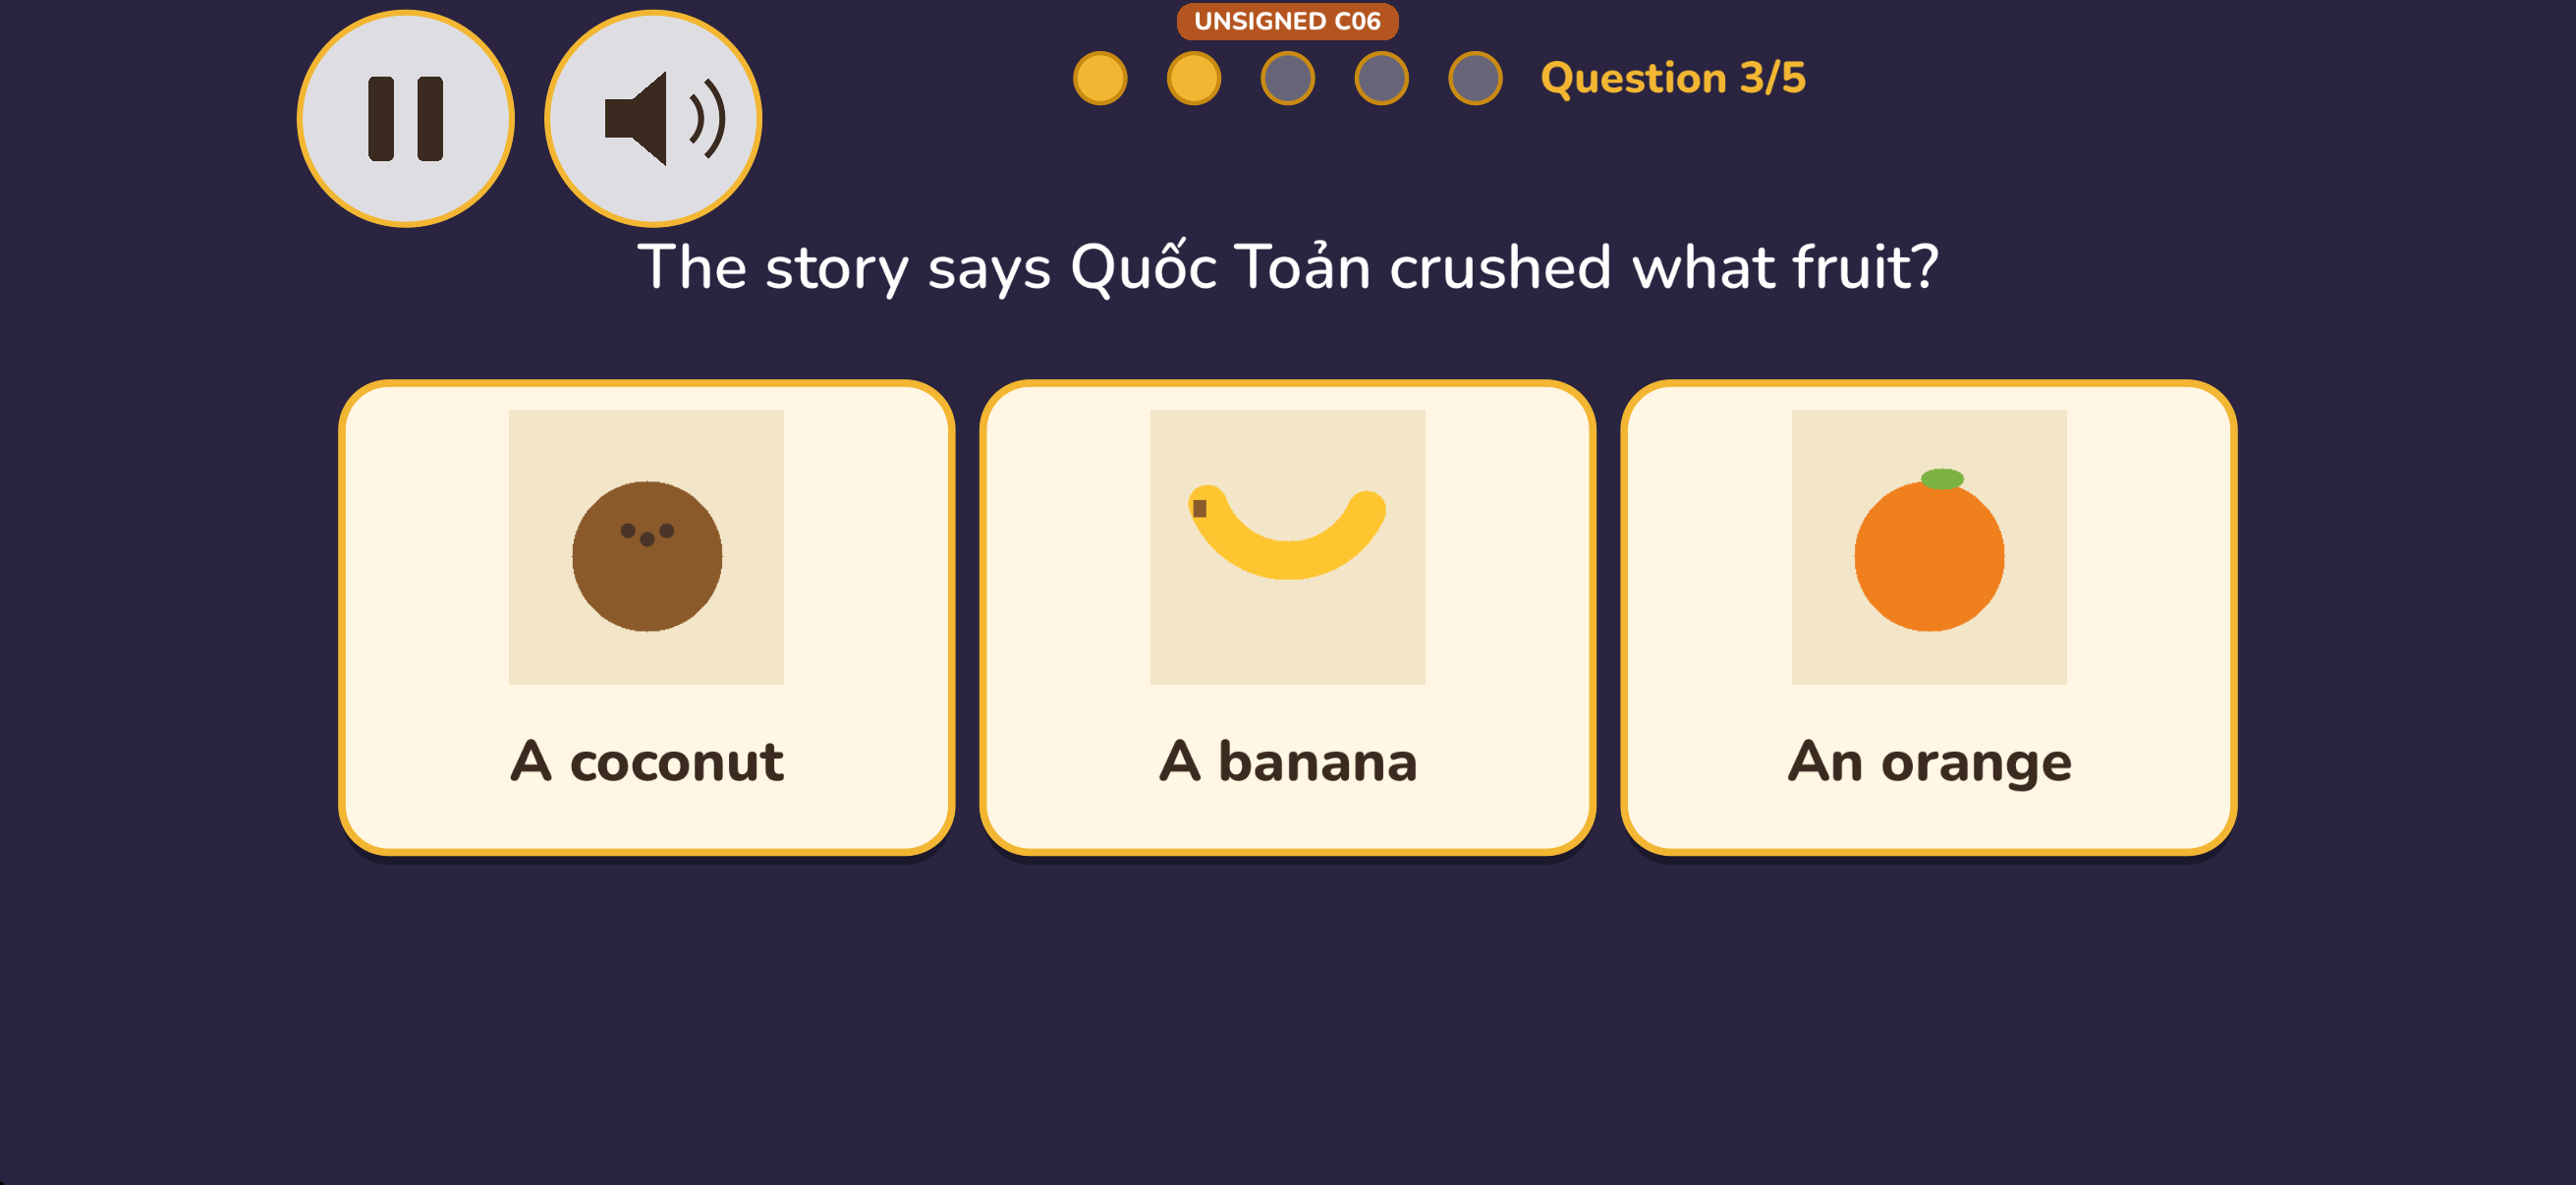 UNSIGNED C06
Question 3/5
The story says Quốc Toản crushed what fruit?
A coconut
A banana
An orange